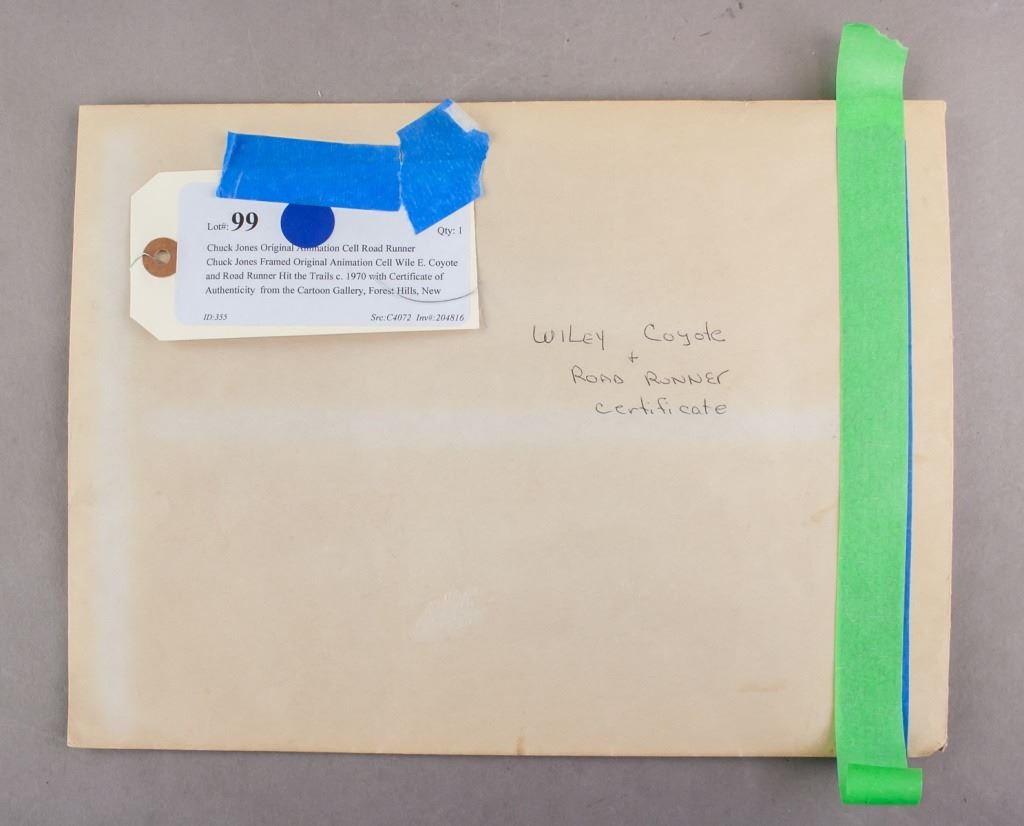 Lot#: 99
Qty: 1
Chuck Jones Original Animation Cell Road Runner
Chuck Jones Framed Original Animation Cell Wile E. Coyote
and Road Runner Hit the Trails c. 1970 with Certificate of
Authenticity from the Cartoon Gallery, Forest Hills, New
ID:355
Src:C4072 Inv#:204816
WILEY Coyote
+
ROAD RUNNEr
certificate